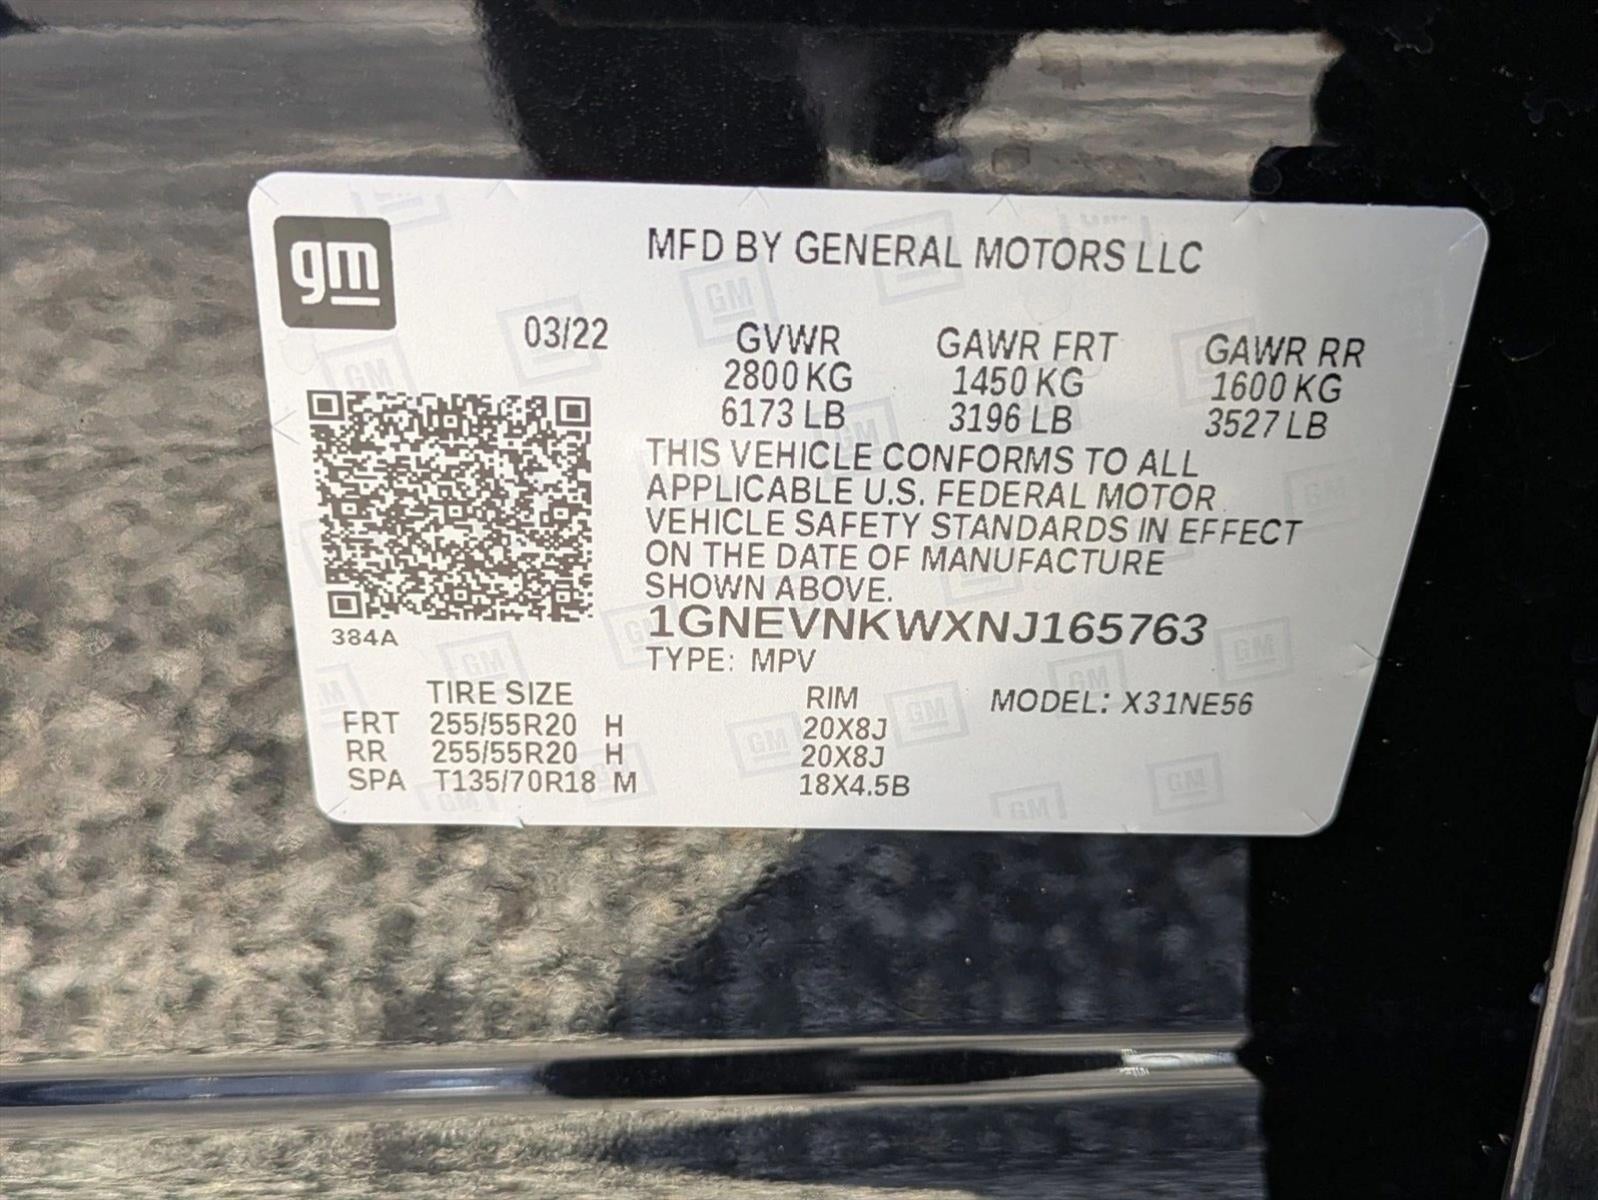 gm
MFD BY GENERAL MOTORS LLC
03/22 GVWR GAWR FRT GAWR RR
2800 KG 1450 KG 1600 KG
6173 LB 3196 LB 3527 LB
THIS VEHICLE CONFORMS TO ALL
APPLICABLE U.S. FEDERAL MOTOR
VEHICLE SAFETY STANDARDS IN EFFECT
ON THE DATE OF MANUFACTURE
SHOWN ABOVE.
1GNEVNKWXNJ165763
384A
TYPE: MPV
TIRE SIZE RIM MODEL: X31NE56
FRT 255/55R20 H 20X8J
RR 255/55R20 H 20X8J
SPA T135/70R18 M 18X4.5B